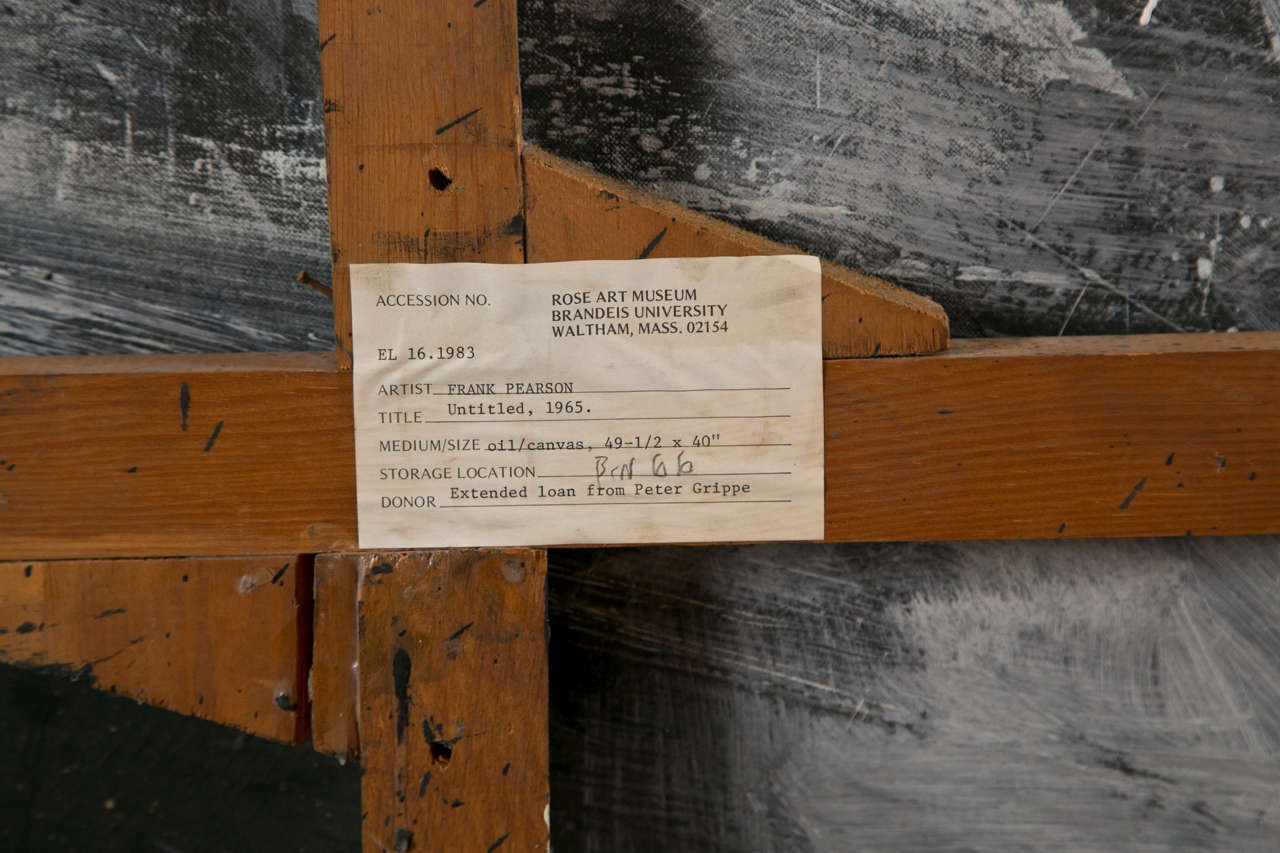 ACCESSION NO.
ROSE ART MUSEUM
BRANDEIS UNIVERSITY
WALTHAM, MASS. 02154
EL 16.1983
ARTIST FRANK PEARSON
TITLE Untitled, 1965.
MEDIUM/SIZE oil/canvas, 49-1/2 x 40"
STORAGE LOCATION
DONOR Extended loan from Peter Grippe